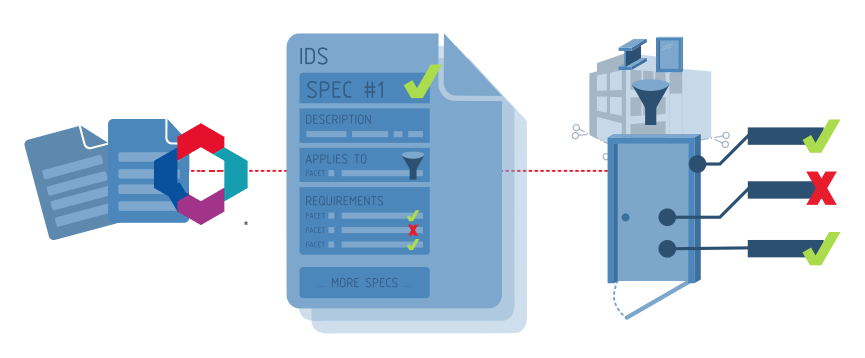 IDS
SPEC #1
DESCRIPTION
APPLIES TO
FACET
REQUIREMENTS
FACET
FACET
FACET
... MORE SPECS ...